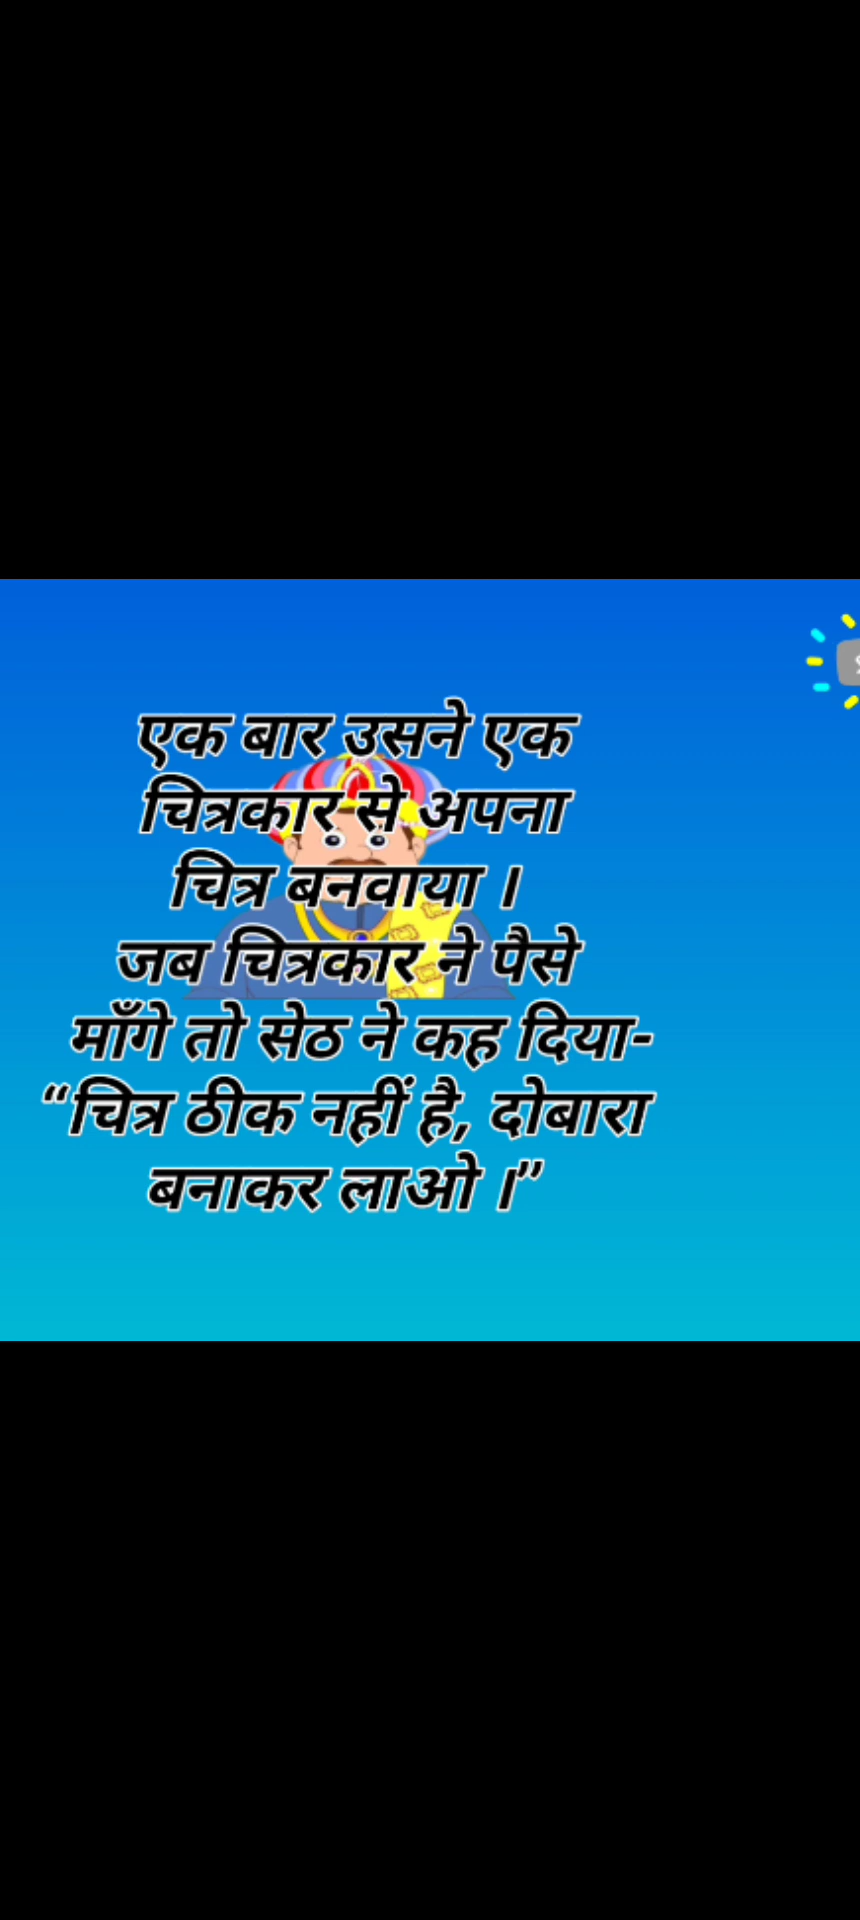 एक बार उसने एक
चित्रकार से अपना
चित्र बनवाया ।
जब चित्रकार ने पैसे
माँगे तो सेठ ने कह दिया-
“चित्र ठीक नहीं है, दोबारा
बनाकर लाओ ।”